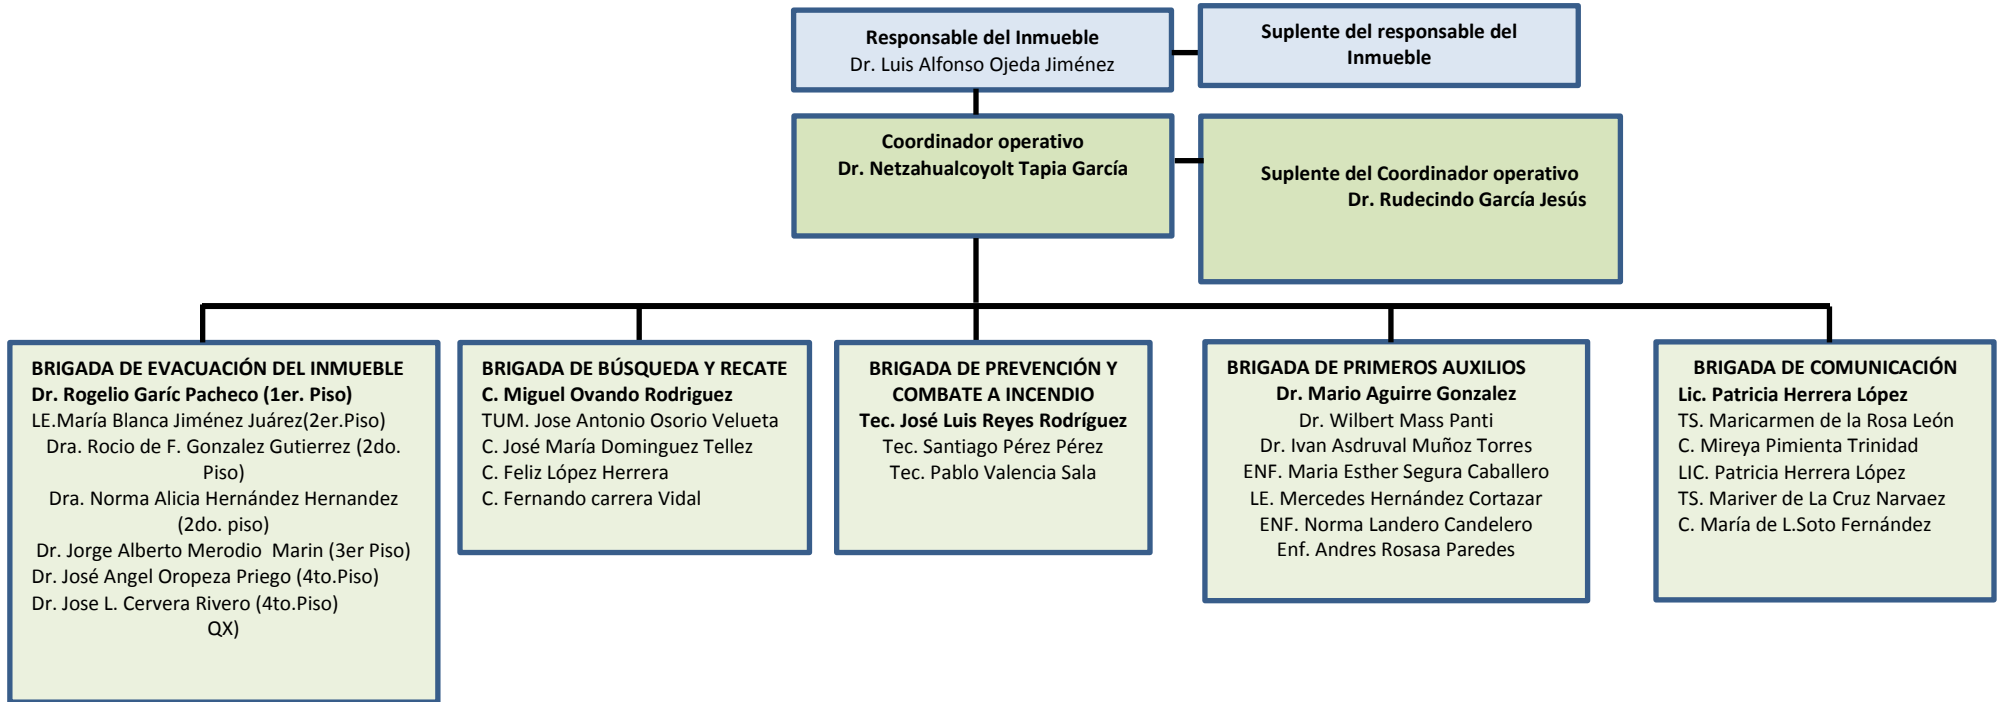 Responsable del Inmueble
Dr. Luis Alfonso Ojeda Jiménez
Suplente del responsable del
Inmueble
Coordinador operativo
Dr. Netzahualcoyolt Tapia García
Suplente del Coordinador operativo
Dr. Rudecindo García Jesús
BRIGADA DE EVACUACIÓN DEL INMUEBLE
Dr. Rogelio Garíc Pacheco (1er. Piso)
LE.María Blanca Jiménez Juárez(2er.Piso)
Dra. Rocio de F. Gonzalez Gutierrez (2do.
Piso)
Dra. Norma Alicia Hernández Hernandez
(2do. piso)
Dr. Jorge Alberto Merodio Marin (3er Piso)
Dr. José Angel Oropeza Priego (4to.Piso)
Dr. Jose L. Cervera Rivero (4to.Piso)
QX)
BRIGADA DE BÚSQUEDA Y RECATE
C. Miguel Ovando Rodriguez
TUM. Jose Antonio Osorio Velueta
C. José María Dominguez Tellez
C. Feliz López Herrera
C. Fernando carrera Vidal
BRIGADA DE PREVENCIÓN Y
COMBATE A INCENDIO
Tec. José Luis Reyes Rodríguez
Tec. Santiago Pérez Pérez
Tec. Pablo Valencia Sala
BRIGADA DE PRIMEROS AUXILIOS
Dr. Mario Aguirre Gonzalez
Dr. Wilbert Mass Panti
Dr. Ivan Asdruval Muñoz Torres
ENF. Maria Esther Segura Caballero
LE. Mercedes Hernández Cortazar
ENF. Norma Landero Candelero
Enf. Andres Rosasa Paredes
BRIGADA DE COMUNICACIÓN
Lic. Patricia Herrera López
TS. Maricarmen de la Rosa León
C. Mireya Pimienta Trinidad
LIC. Patricia Herrera López
TS. Mariver de La Cruz Narvaez
C. María de L.Soto Fernández